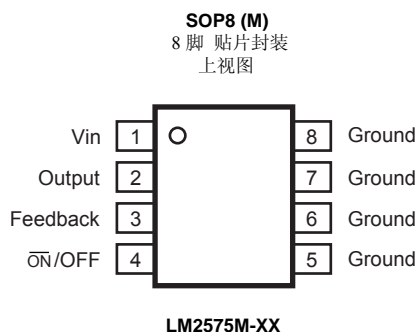 SOP8 (M)
8 脚 贴片封装
上视图
Vin 1 8 Ground
Output 2 7 Ground
Feedback 3 6 Ground
O̅N̅/OFF 4 5 Ground
LM2575M-XX